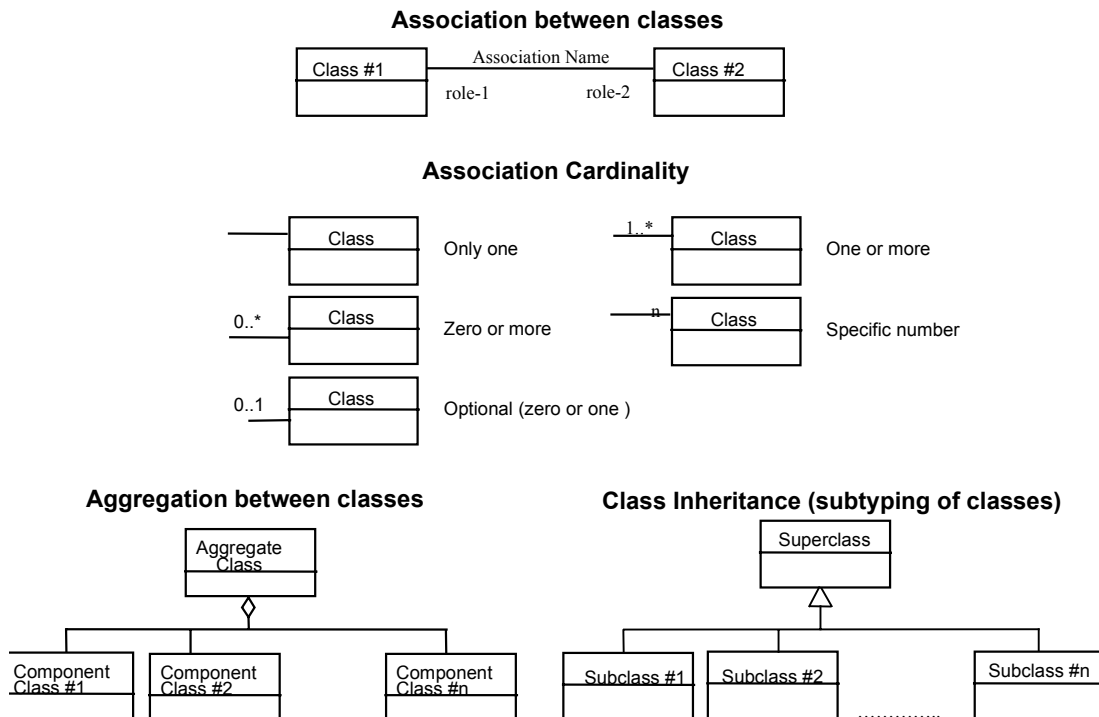 Association between classes
Class #1
Association Name
Class #2
role-1
role-2
Association Cardinality
Class
Only one
1..*
Class
One or more
0..*
Class
Zero or more
n
Class
Specific number
0..1
Class
Optional (zero or one )
Aggregation between classes
Class Inheritance (subtyping of classes)
Aggregate
Class
Superclass
Component
Class #1
Component
Class #2
Component
Class #n
Subclass #1
Subclass #2
Subclass #n
..............